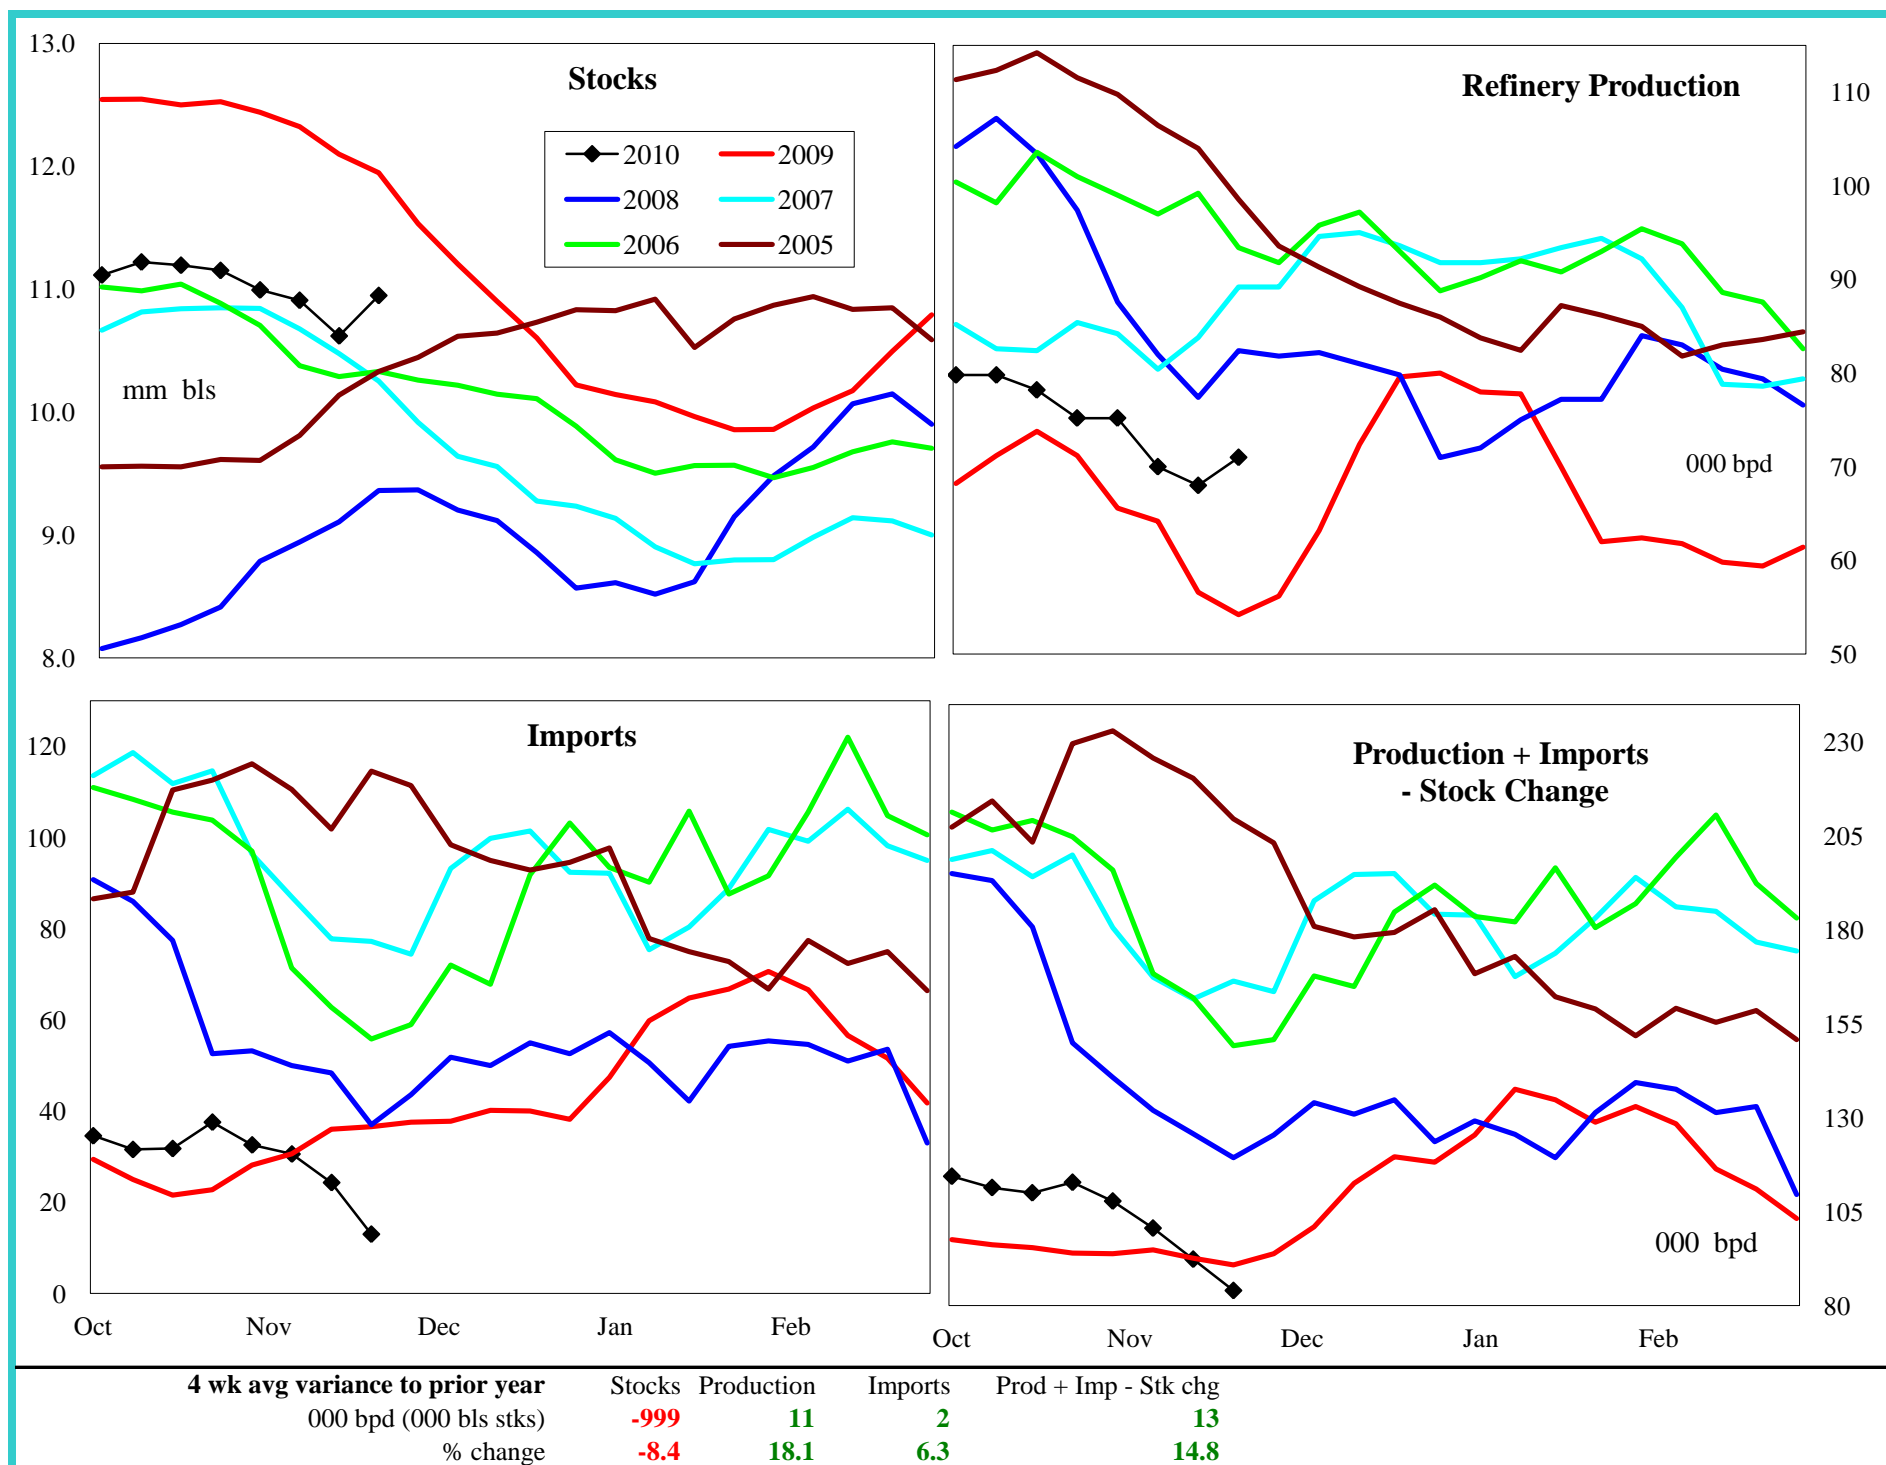 Stocks
13.0
12.0
11.0
10.0
9.0
8.0
2010 2009
2008 2007
2006 2005
mm bls
Refinery Production
110
100
90
80
70
60
50
000 bpd
Imports
120
100
80
60
40
20
0
Oct Nov Dec Jan Feb
Production + Imports
- Stock Change
230
205
180
155
130
105
80
000 bpd
Oct Nov Dec Jan Feb
4 wk avg variance to prior year Stocks Production Imports Prod + Imp - Stk chg
000 bpd (000 bls stks) -999 11 2 13
% change -8.4 18.1 6.3 14.8